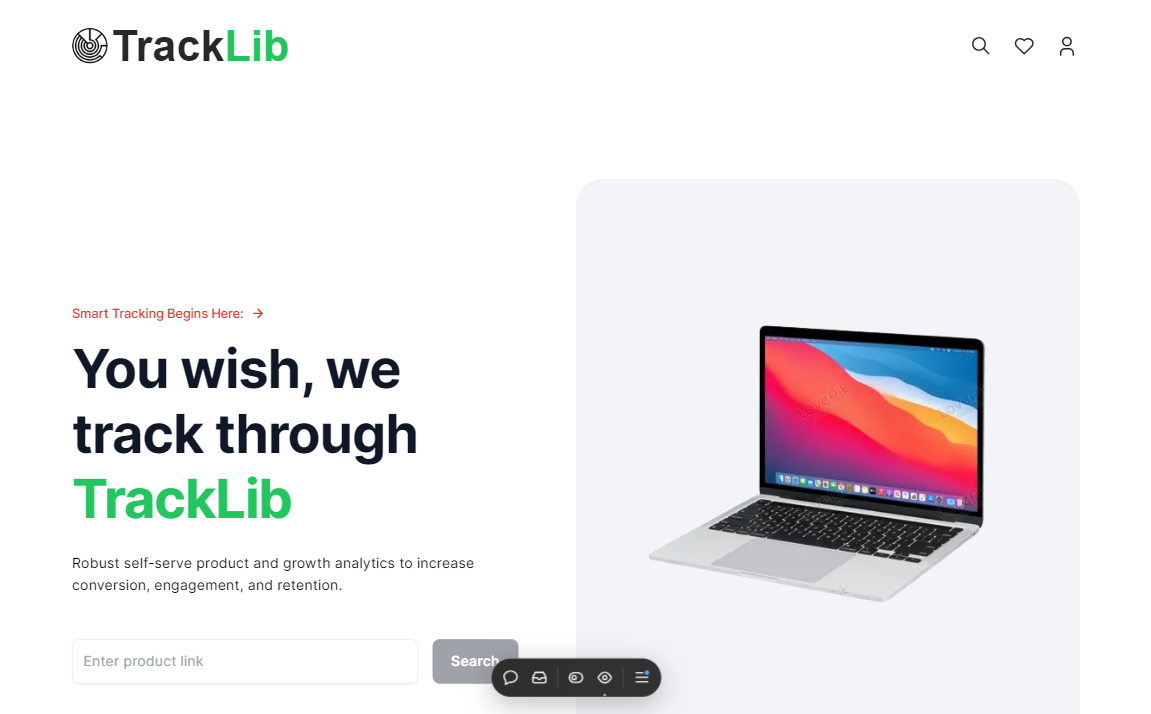 TrackLib
Smart Tracking Begins Here:
You wish, we
track through
TrackLib
Robust self-serve product and growth analytics to increase
conversion, engagement, and retention.
Enter product link
Search
LovePik